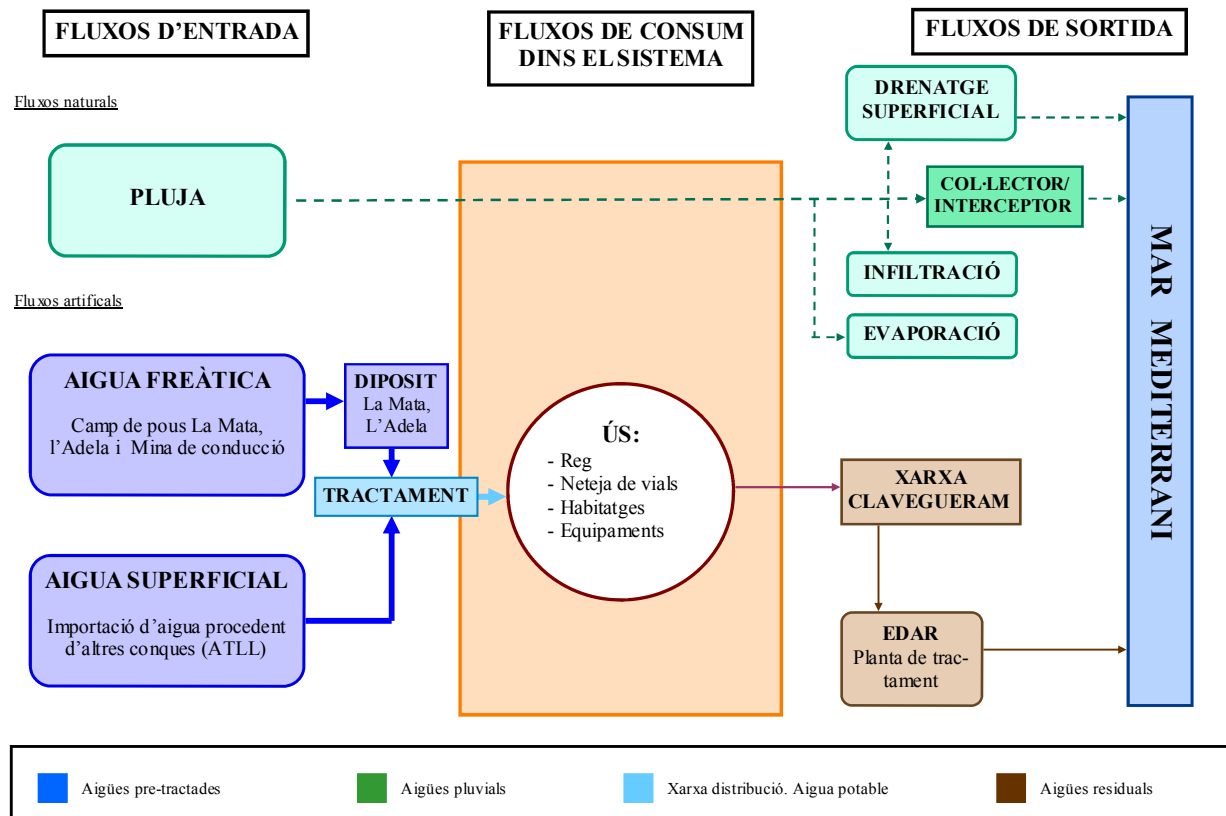 FLUXOS D'ENTRADA
FLUXOS DE CONSUM
DINS EL SISTEMA
FLUXOS DE SORTIDA
Fluxos naturals
PLUJA
DRENATGE
SUPERFICIAL
COL·LECTOR/
INTERCEPTOR
INFILTRACIÓ
EVAPORACIÓ
MAR MEDITERRANI
Fluxos artificals
AIGUA FREÀTICA
Camp de pous La Mata,
l'Adela i Mina de conducció
DIPOSIT
La Mata,
L'Adela
TRACTAMENT
AIGUA SUPERFICIAL
Importació d'aigua procedent
d'altres conques (ATLL)
ÚS:
- Reg
- Neteja de vials
- Habitatges
- Equipaments
XARXA
CLAVEGUERAM
EDAR
Planta de trac-
tament
Aigües pre-tractades
Aigües pluvials
Xarxa distribució. Aigua potable
Aigües residuals